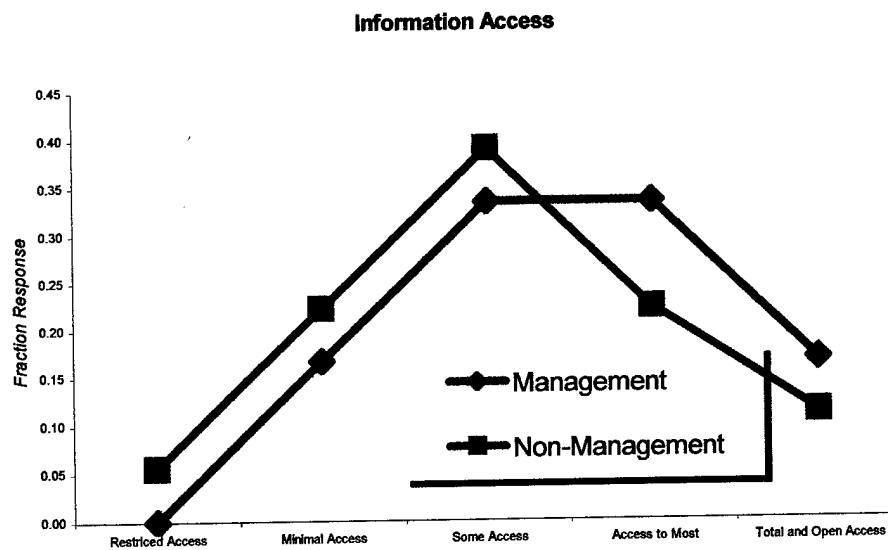 Information Access
0.45
0.40
0.35
0.30
0.25
0.20
0.15
0.10
0.05
0.00
Fraction Response
Management
Non-Management
Restriced Access
Minimal Access
Some Access
Access to Most
Total and Open Access